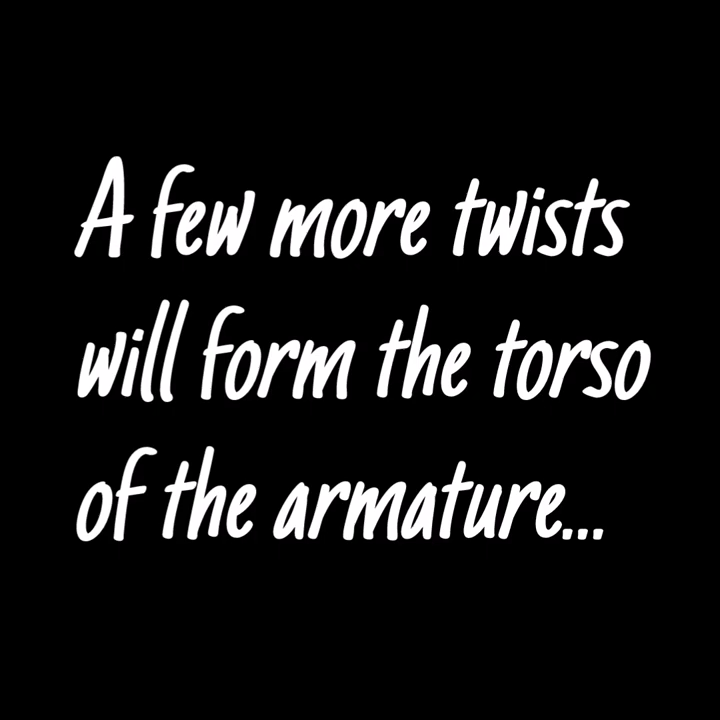 A few more twists
will form the torso
of the armature...